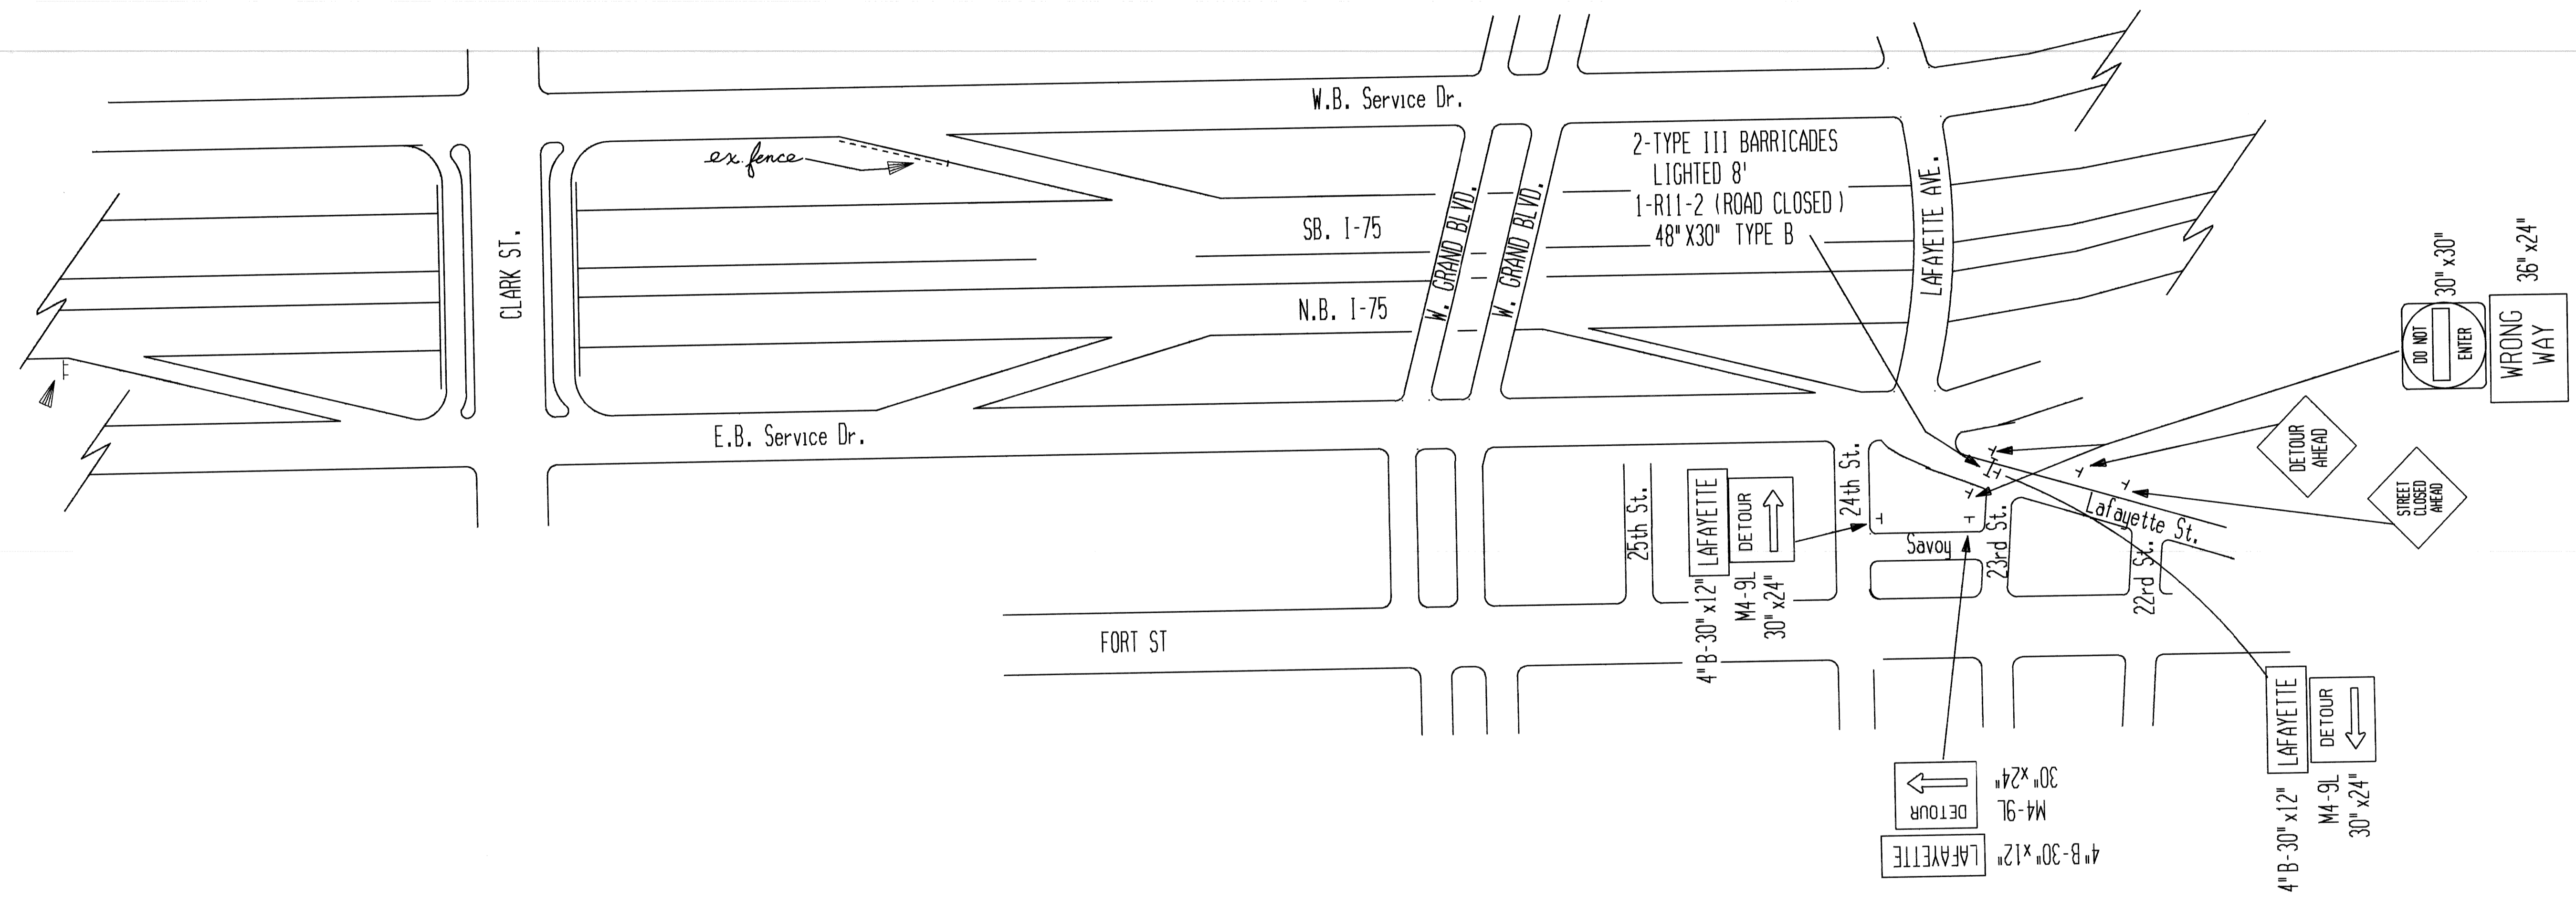 W.B. Service Dr.
ex. fence
CLARK ST.
SB. I-75
N.B. I-75
W. GRAND BLVD.
W. GRAND BLVD.
2-TYPE III BARRICADES
LIGHTED 8'
1-R11-2 (ROAD CLOSED)
48"X30" TYPE B
LAFAYETTE AVE.
DO NOT
ENTER
30"x30"
WRONG
WAY
36"x24"
DETOUR
AHEAD
STREET
CLOSED
AHEAD
E.B. Service Dr.
25th St.
LAFAYETTE
4"B-30"x12"
DETOUR
M4-9L
30"x24"
24th St.
Savoy
23rd St.
Lafayette St.
22rd St.
FORT ST
DETOUR
M4-9L
30"x24"
LAFAYETTE
4"B-30"x12"
LAFAYETTE
4"B-30"x12"
DETOUR
M4-9L
30"x24"